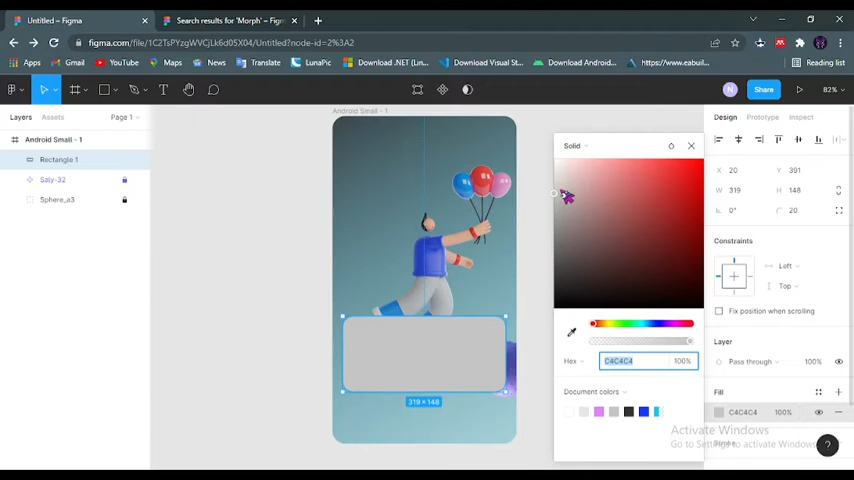 Untitled – Figma
Search results for 'Morph' – Fig
figma.com/file/1C2TsPYzgWVCjLk6d05X04/Untitled?node-id=2%3A2
Apps
Gmail
YouTube
Maps
News
Translate
LunaPic
Download .NET (Lin...
Download Visual St...
Download Android...
https://www.eabuil...
Reading list
N
Share
82%
Layers
Assets
Page 1
Android Small - 1
Rectangle 1
Saly-32
Sphere_a3
Android Small - 1
319 × 148
Solid
Hex
C4C4C4
100%
Document colors
Design
Prototype
Inspect
X
20
Y
391
W
319
H
148
0°
20
Constraints
Left
Top
Fix position when scrolling
Layer
Pass through
100%
Fill
C4C4C4
100%
Stroke
Activate Windows
Go to Settings to activate Windows.
?